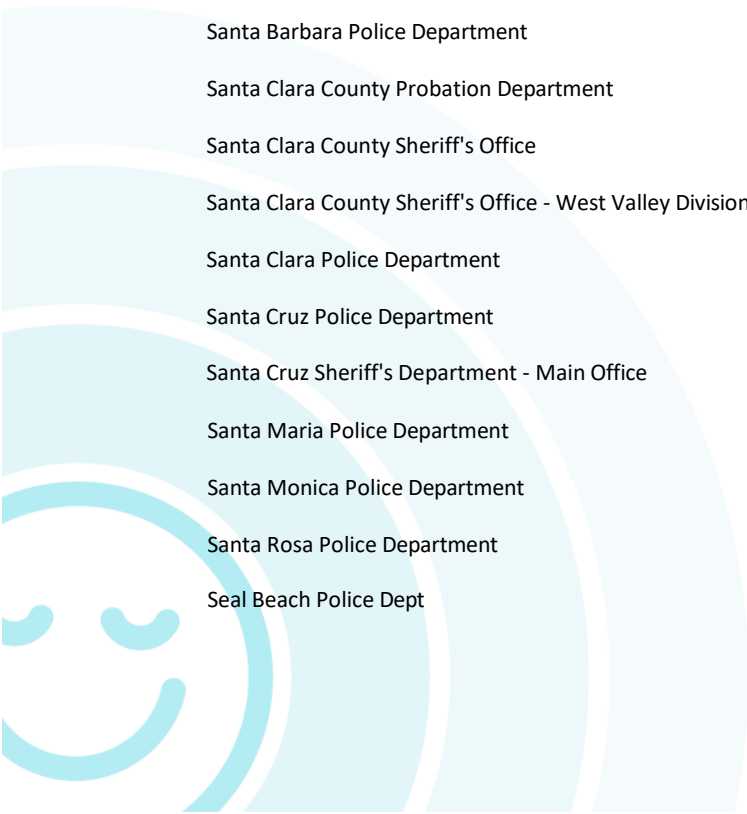 Santa Barbara Police Department
Santa Clara County Probation Department
Santa Clara County Sheriff's Office
Santa Clara County Sheriff's Office - West Valley Division
Santa Clara Police Department
Santa Cruz Police Department
Santa Cruz Sheriff's Department - Main Office
Santa Maria Police Department
Santa Monica Police Department
Santa Rosa Police Department
Seal Beach Police Dept